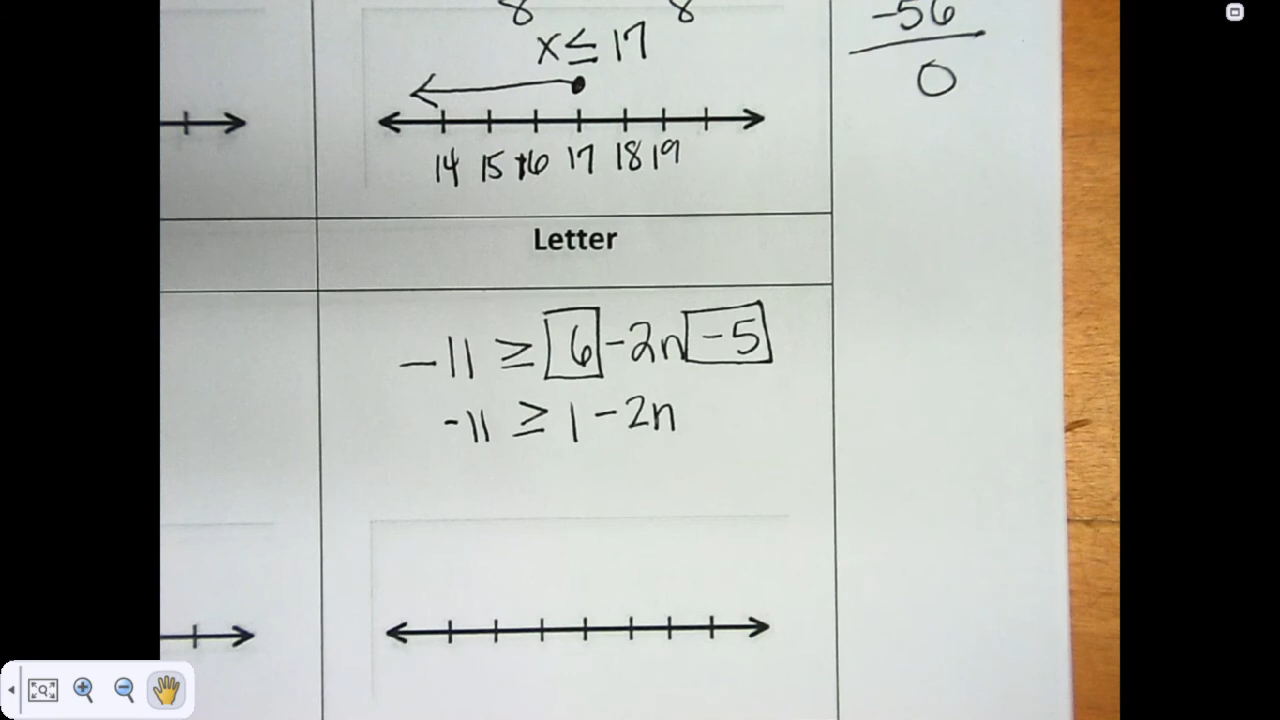 8 8
x ≤ 17
-56
0
14 15 16 17 18 19
Letter
-11 ≥ 6 -2n -5
-11 ≥ 1 -2n